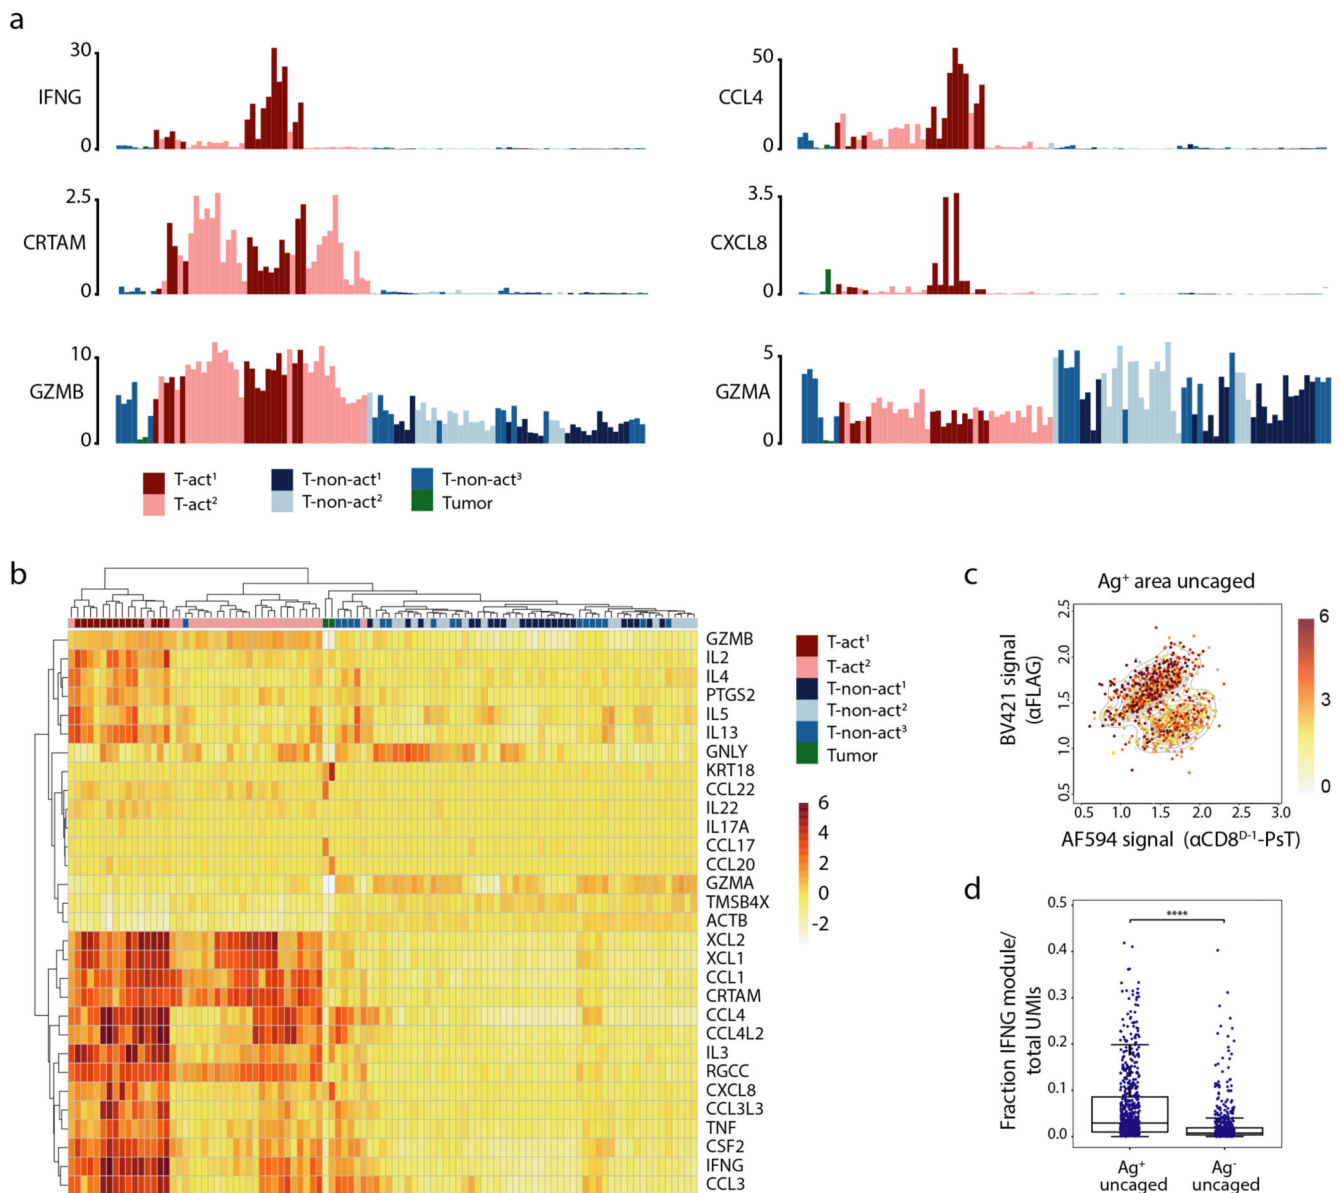 a
30
IFNG
0
50
CCL4
0
2.5
CRTAM
0
3.5
CXCL8
0
10
GZMB
0
5
GZMA
0
T-act¹
T-act²
T-non-act¹
T-non-act²
T-non-act³
Tumor
b
GZMB
IL2
IL4
PTGS2
IL5
IL13
GNLY
KRT18
CCL22
IL22
IL17A
CCL17
CCL20
GZMA
TMSB4X
ACTB
XCL2
XCL1
CCL1
CRTAM
CCL4
CCL4L2
IL3
RGCC
CXCL8
CCL3L3
TNF
CSF2
IFNG
CCL3
T-act¹
T-act²
T-non-act¹
T-non-act²
T-non-act³
Tumor
6
4
2
0
-2
c
Ag⁺ area uncaged
BV421 signal
(αFLAG)
2.5
2.0
1.5
1.0
0.5
0.5 1.0 1.5 2.0 2.5 3.0
AF594 signal (αCD8ᴰ⁻¹-PsT)
6
3
0
d
Fraction IFNG module/
total UMIs
0.5
0.4
0.3
0.2
0.1
0.0
****
Ag⁺
uncaged
Ag⁻
uncaged